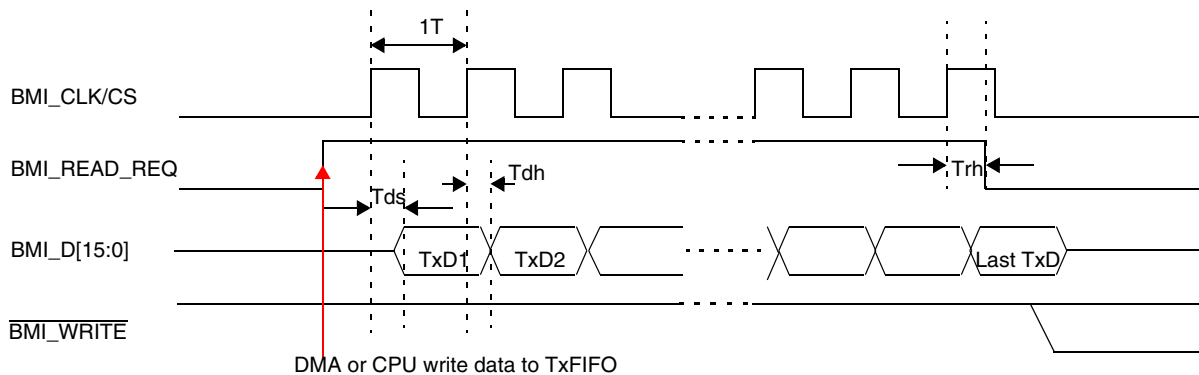 1T
BMI_CLK/CS
BMI_READ_REQ
Tds
Tdh
Trh
BMI_D[15:0]
TxD1
TxD2
Last TxD
BMI_WRITE
DMA or CPU write data to TxFIFO